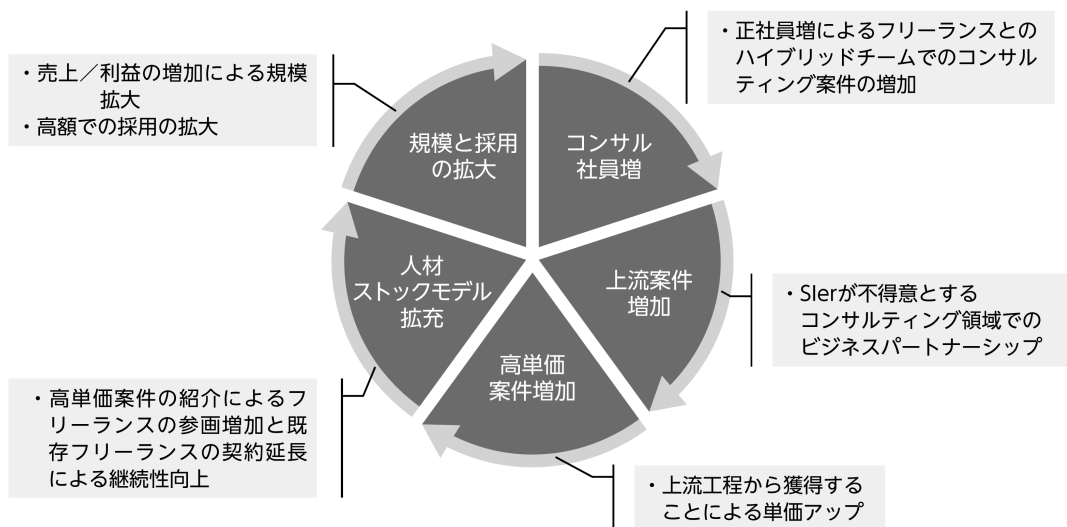 ・正社員増によるフリーランスとの
ハイブリッドチームでのコンサル
ティング案件の増加
・売上／利益の増加による規模
拡大
・高額での採用の拡大
規模と採用
の拡大
コンサル
社員増
人材
ストックモデル
拡充
上流案件
増加
高単価
案件増加
・SIerが不得意とする
コンサルティング領域での
ビジネスパートナーシップ
・高単価案件の紹介によるフ
リーランスの参画増加と既
存フリーランスの契約延長
による継続性向上
・上流工程から獲得する
ことによる単価アップ